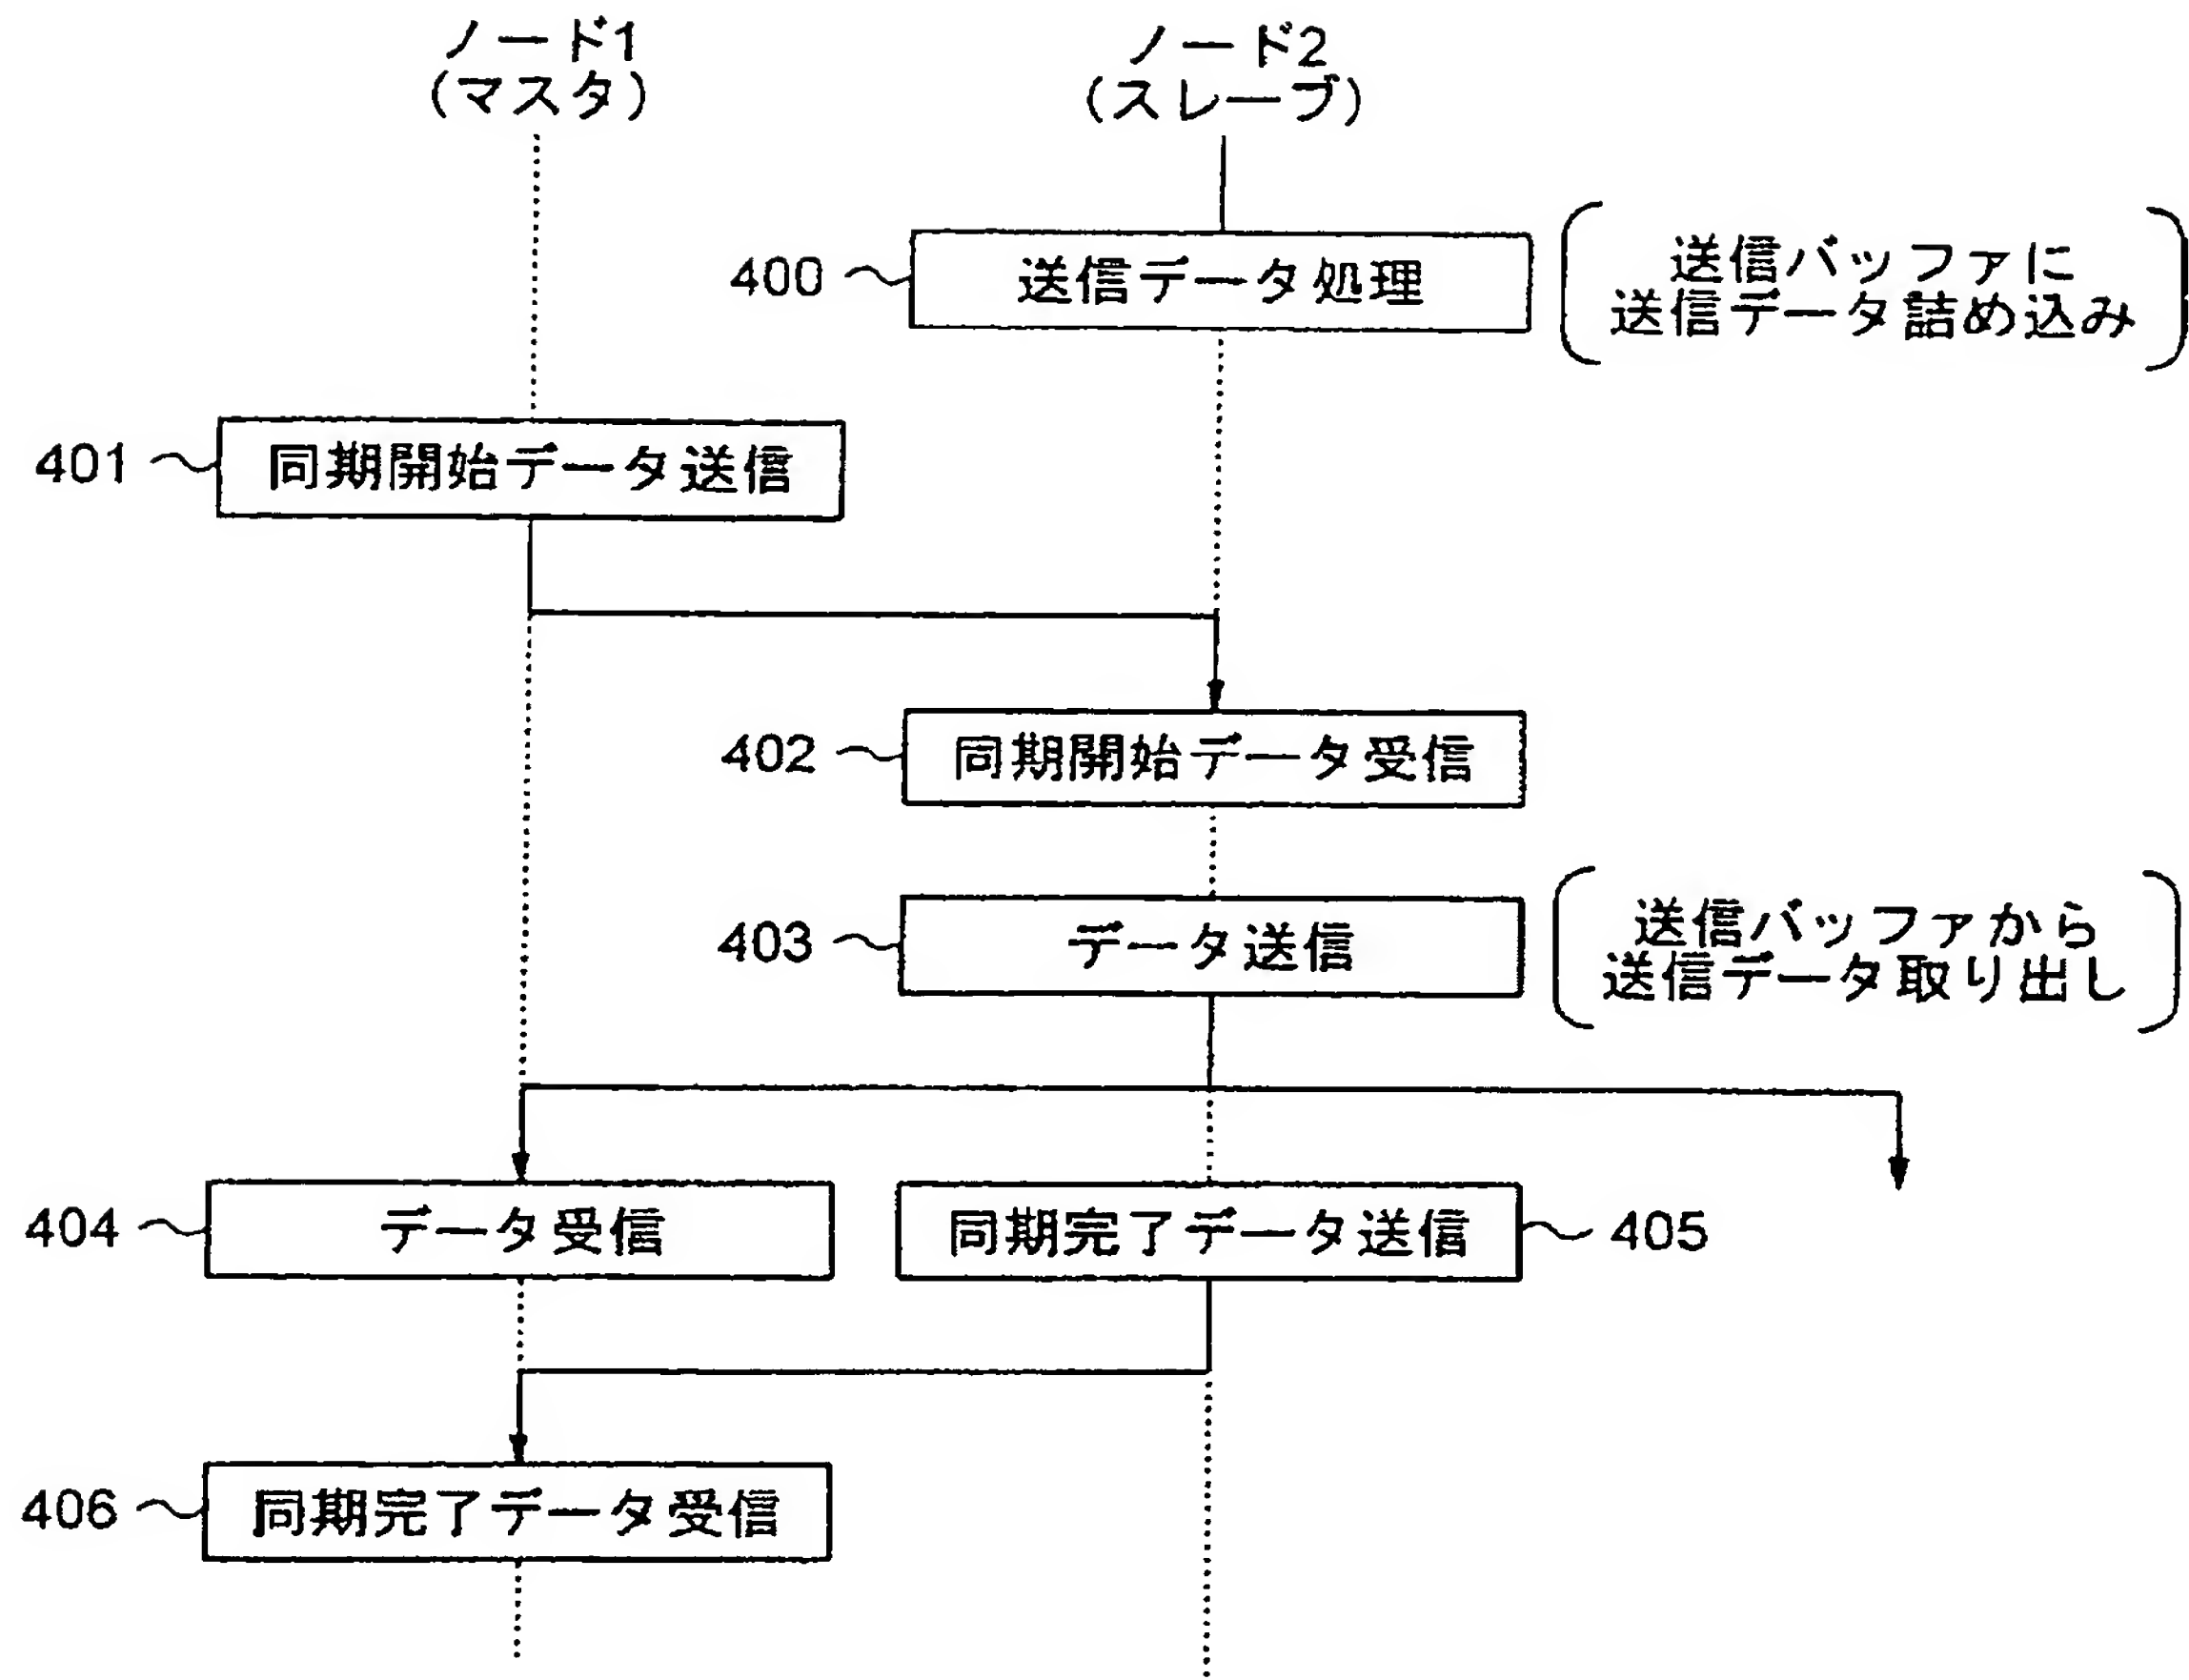 ノード1
(マスタ)
ノード2
(スレーブ)
400
送信データ処理
送信バッファに
送信データ詰め込み
401
同期開始データ送信
402
同期開始データ受信
403
データ送信
送信バッファから
送信データ取り出し
404
データ受信
同期完了データ送信
405
406
同期完了データ受信